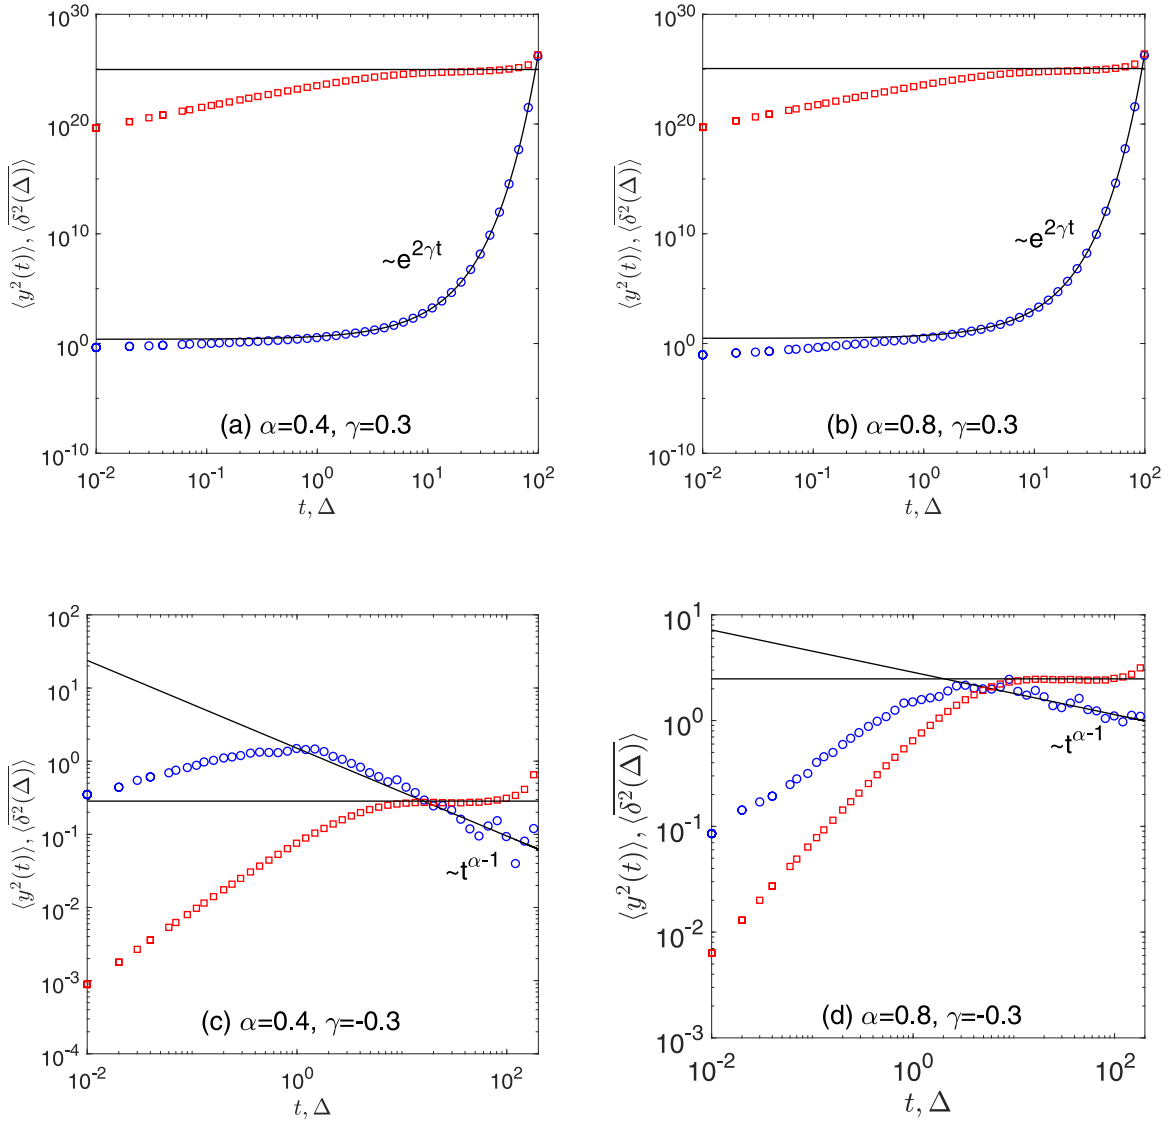 10^30
10^20
10^10
10^0
10^-10
⟨y²(t)⟩, ⟨\overline{δ²(Δ)}⟩
~e^{2γt}
(a) α=0.4, γ=0.3
10^-2 10^-1 10^0 10^1 10^2
t, Δ
10^30
10^20
10^10
10^0
10^-10
⟨y²(t)⟩, ⟨\overline{δ²(Δ)}⟩
~e^{2γt}
(b) α=0.8, γ=0.3
10^-2 10^-1 10^0 10^1 10^2
t, Δ
10^2
10^1
10^0
10^-1
10^-2
10^-3
10^-4
⟨y²(t)⟩, ⟨\overline{δ²(Δ)}⟩
~t^{α-1}
(c) α=0.4, γ=-0.3
10^-2 10^0 10^2
t, Δ
10^1
10^0
10^-1
10^-2
10^-3
⟨y²(t)⟩, ⟨\overline{δ²(Δ)}⟩
~t^{α-1}
(d) α=0.8, γ=-0.3
10^-2 10^0 10^2
t, Δ